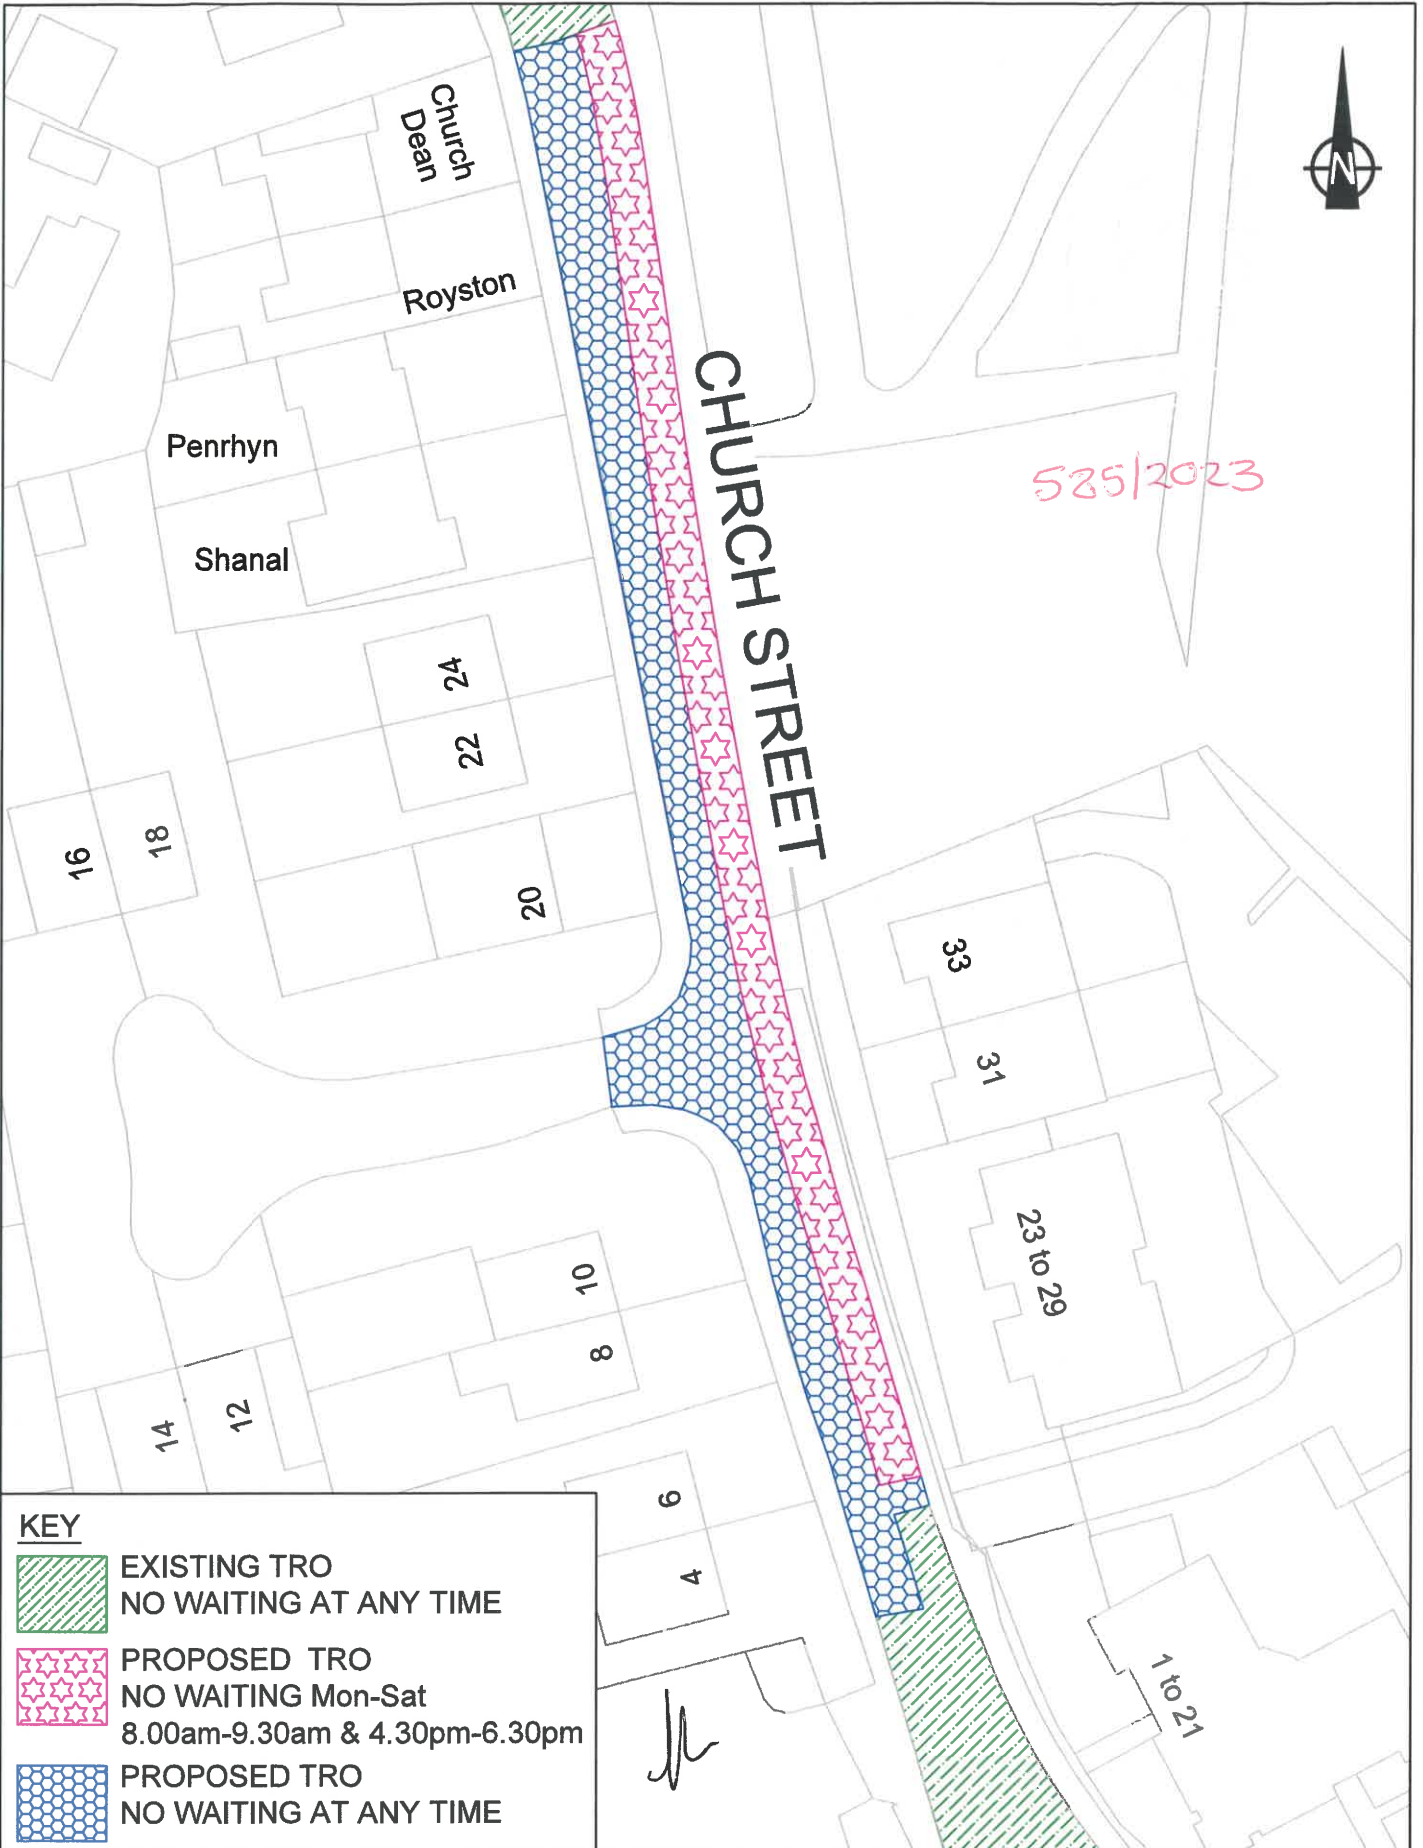 Church
Dean
N
Royston
CHURCH STREET
Penrhyn
525/2023
Shanal
24
22
18
16
20
33
31
23 to 29
10
8
12
14
6
4
1 to 21
KEY
EXISTING TRO
NO WAITING AT ANY TIME
PROPOSED TRO
NO WAITING Mon-Sat
8.00am-9.30am & 4.30pm-6.30pm
PROPOSED TRO
NO WAITING AT ANY TIME